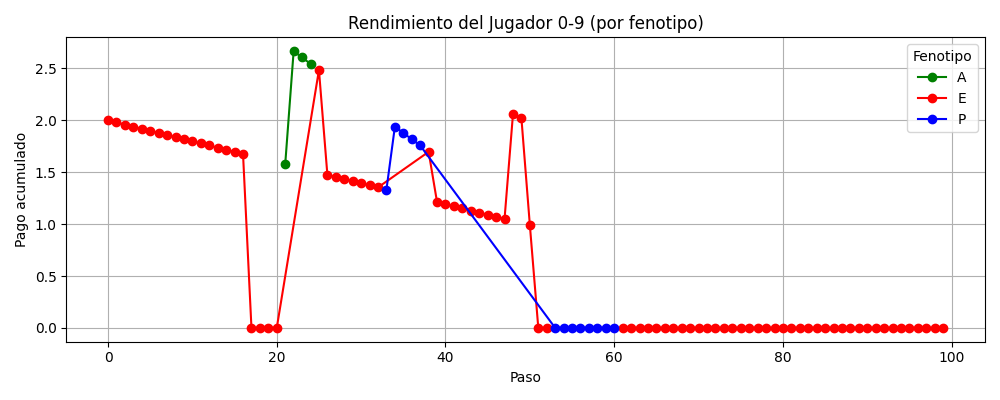 Rendimiento del Jugador 0-9 (por fenotipo)
Pago acumulado
2.5
2.0
1.5
1.0
0.5
0.0
Fenotipo
A
E
P
0 20 40 60 80 100
Paso